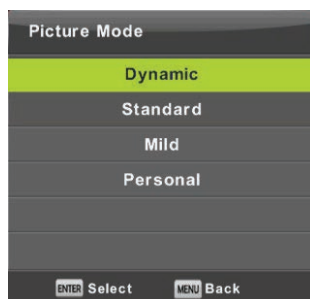 Picture Mode
Dynamic
Standard
Mild
Personal
ENTER Select MENU Back